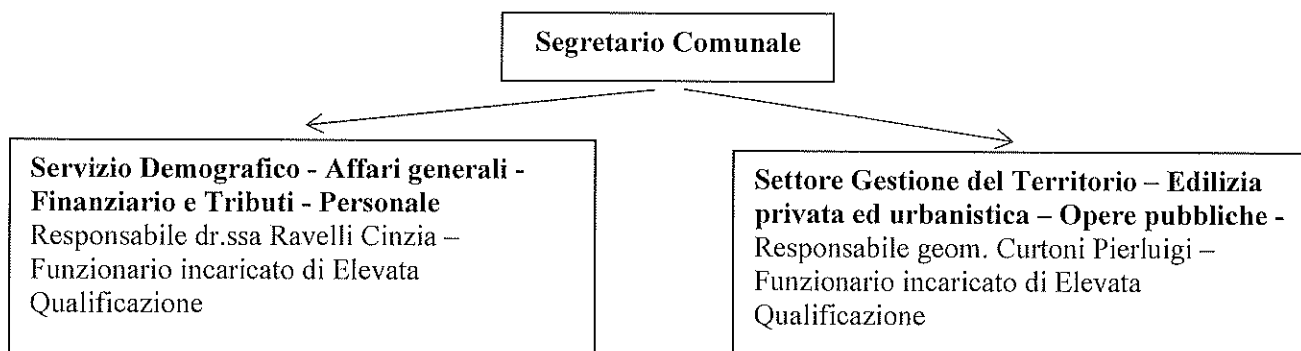 Segretario Comunale
Servizio Demografico - Affari generali -
Finanziario e Tributi - Personale
Responsabile dr.ssa Ravelli Cinzia –
Funzionario incaricato di Elevata
Qualificazione
Settore Gestione del Territorio – Edilizia
privata ed urbanistica – Opere pubbliche -
Responsabile geom. Curtoni Pierluigi –
Funzionario incaricato di Elevata
Qualificazione